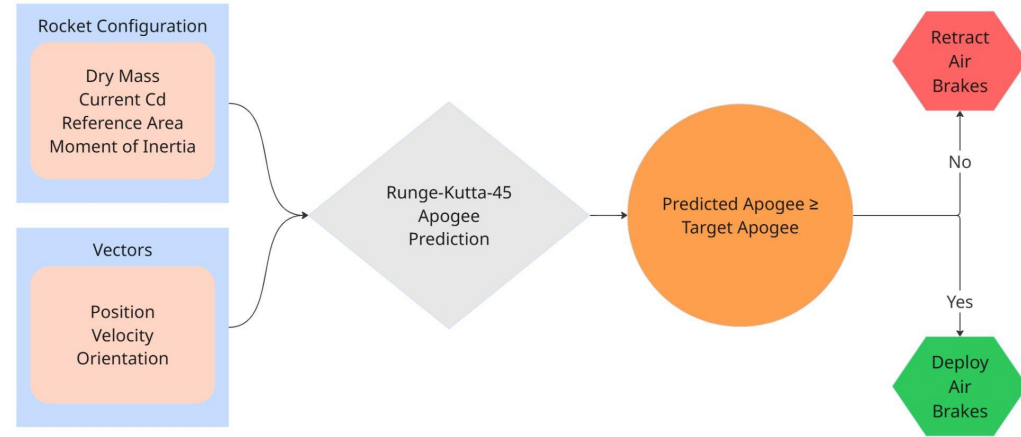 Rocket Configuration
Dry Mass
Current Cd
Reference Area
Moment of Inertia
Vectors
Position
Velocity
Orientation
Runge-Kutta-45
Apogee
Prediction
Predicted Apogee ≥
Target Apogee
Retract
Air
Brakes
No
Yes
Deploy
Air
Brakes